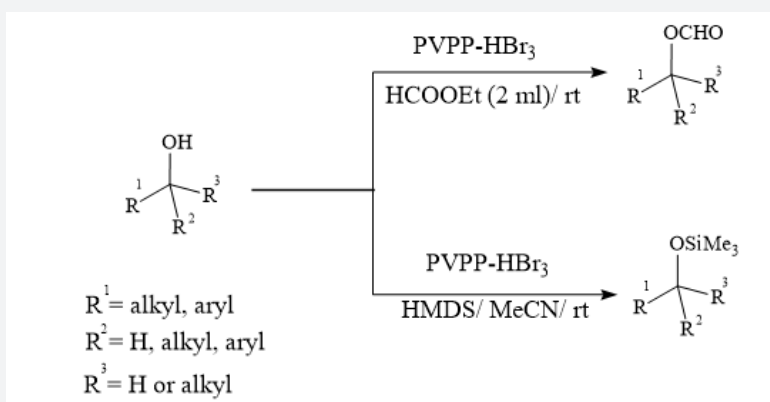 PVPP-HBr₃
HCOOEt (2 ml)/ rt
OCHO
R¹
R³
R²
OH
R¹
R³
R²
PVPP-HBr₃
HMDS/ MeCN/ rt
OSiMe₃
R¹
R³
R²
R¹= alkyl, aryl
R²= H, alkyl, aryl
R³= H or alkyl